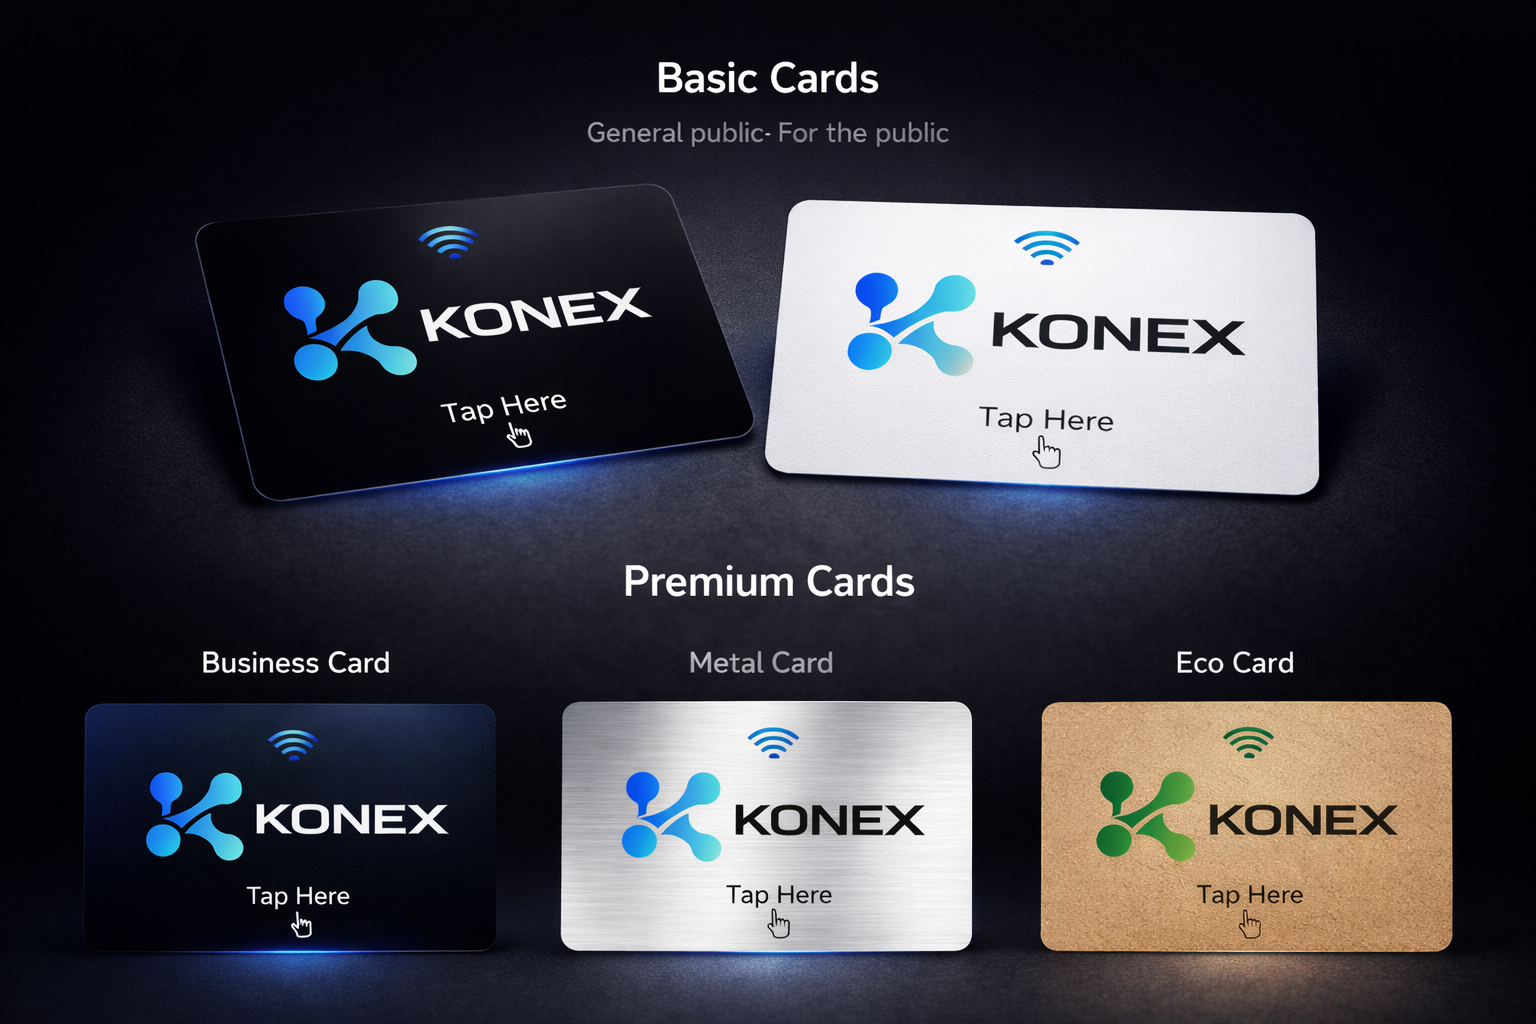 Basic Cards
General public- For the public
KONEX
Tap Here
KONEX
Tap Here
Premium Cards
Business Card
KONEX
Tap Here
Metal Card
KONEX
Tap Here
Eco Card
KONEX
Tap Here